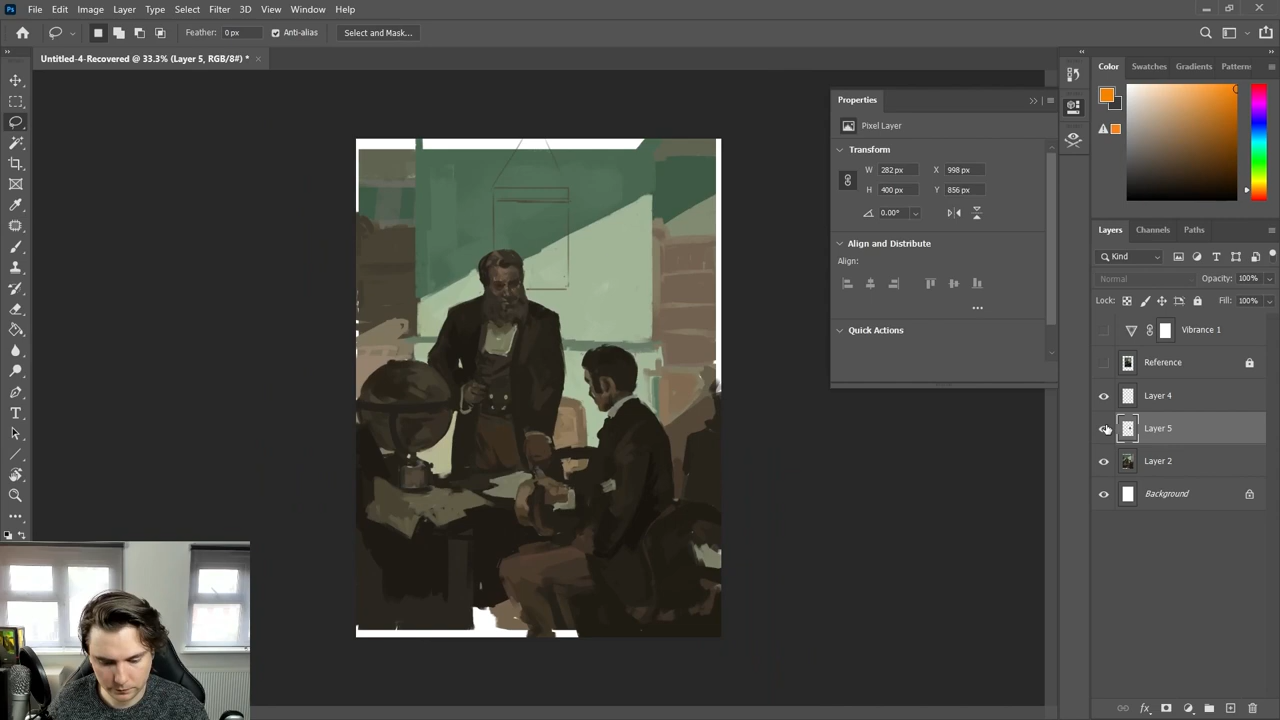 Ps File Edit Image Layer Type Select Filter 3D View Window Help
Feather: 0 px Anti-alias Select and Mask...
Untitled-4-Recovered @ 33.3% (Layer 5, RGB/8#) * ×
Color Swatches Gradients Patterns
Properties
Pixel Layer
Transform
W 282 px X 998 px
H 400 px Y 856 px
0.00°
Align and Distribute
Align:
Quick Actions
Layers Channels Paths
Kind
Normal Opacity: 100%
Lock: Fill: 100%
Vibrance 1
Reference
Layer 4
Layer 5
Layer 2
Background
fx